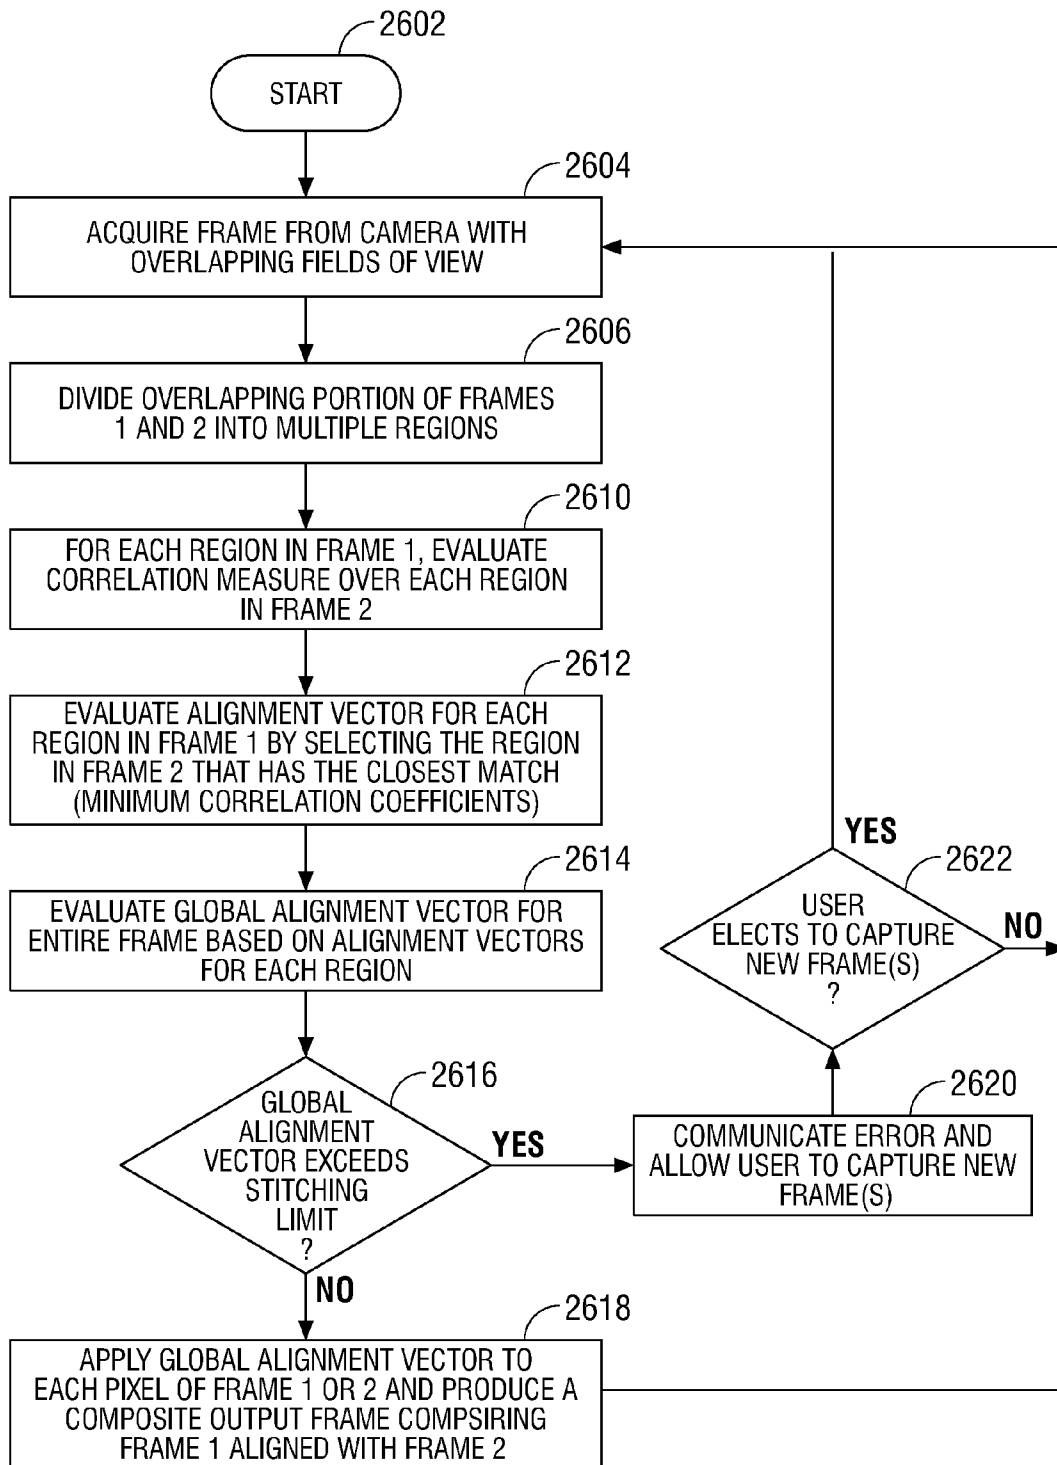 2602
START
2604
ACQUIRE FRAME FROM CAMERA WITH
OVERLAPPING FIELDS OF VIEW
2606
DIVIDE OVERLAPPING PORTION OF FRAMES
1 AND 2 INTO MULTIPLE REGIONS
2610
FOR EACH REGION IN FRAME 1, EVALUATE
CORRELATION MEASURE OVER EACH REGION
IN FRAME 2
2612
EVALUATE ALIGNMENT VECTOR FOR EACH
REGION IN FRAME 1 BY SELECTING THE REGION
IN FRAME 2 THAT HAS THE CLOSEST MATCH
(MINIMUM CORRELATION COEFFICIENTS)
2614
EVALUATE GLOBAL ALIGNMENT VECTOR FOR
ENTIRE FRAME BASED ON ALIGNMENT VECTORS
FOR EACH REGION
2616
GLOBAL
ALIGNMENT
VECTOR EXCEEDS
STITCHING
LIMIT
?
YES
NO
2620
COMMUNICATE ERROR AND
ALLOW USER TO CAPTURE NEW
FRAME(S)
2622
USER
ELECTS TO CAPTURE
NEW FRAME(S)
?
YES
NO
2618
APPLY GLOBAL ALIGNMENT VECTOR TO
EACH PIXEL OF FRAME 1 OR 2 AND PRODUCE A
COMPOSITE OUTPUT FRAME COMPSIRING
FRAME 1 ALIGNED WITH FRAME 2